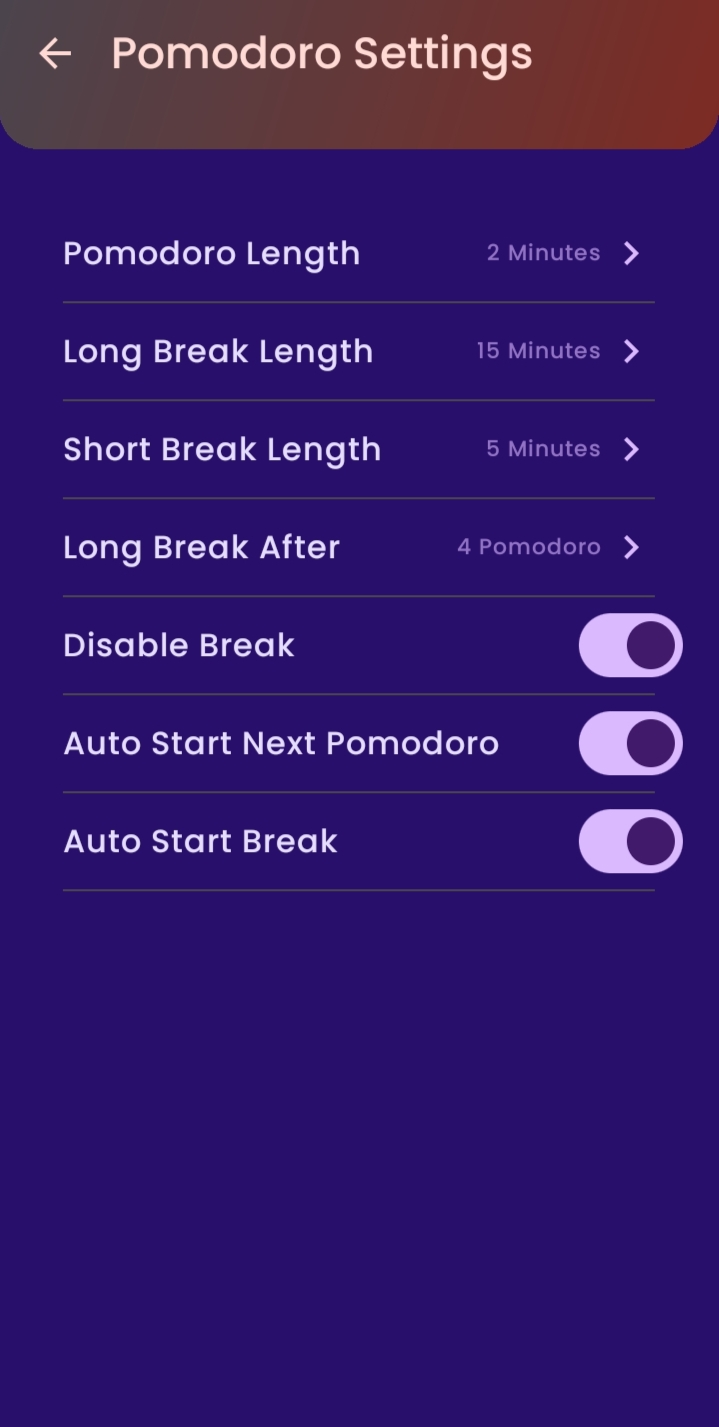 Pomodoro Settings
Pomodoro Length 2 Minutes
Long Break Length 15 Minutes
Short Break Length 5 Minutes
Long Break After 4 Pomodoro
Disable Break
Auto Start Next Pomodoro
Auto Start Break